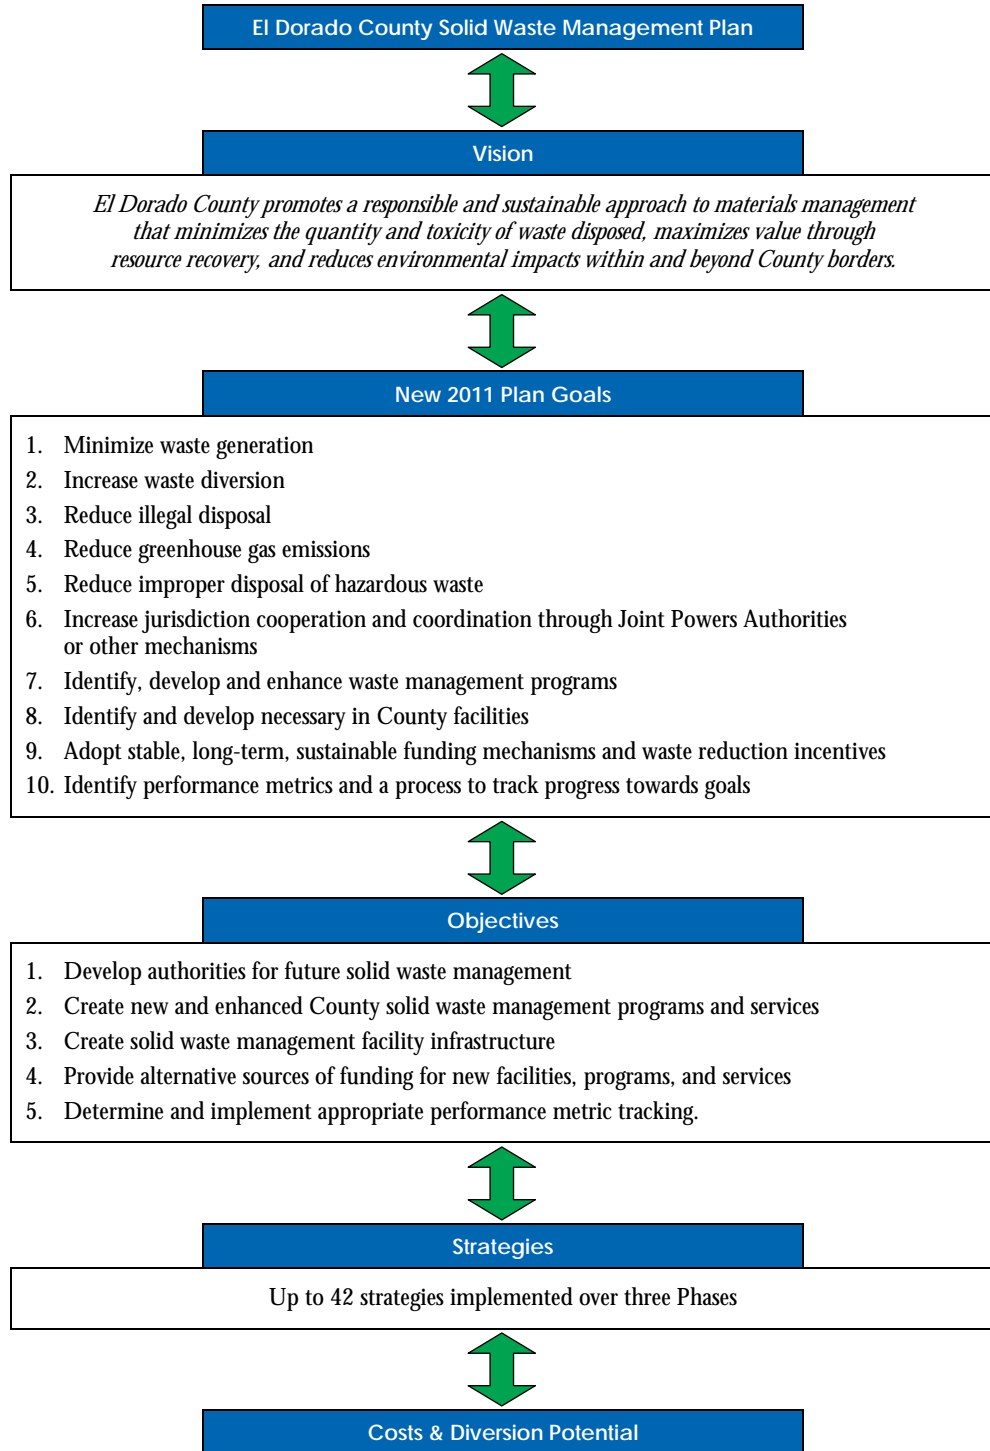 El Dorado County Solid Waste Management Plan
Vision
El Dorado County promotes a responsible and sustainable approach to materials management
that minimizes the quantity and toxicity of waste disposed, maximizes value through
resource recovery, and reduces environmental impacts within and beyond County borders.
New 2011 Plan Goals
1. Minimize waste generation
2. Increase waste diversion
3. Reduce illegal disposal
4. Reduce greenhouse gas emissions
5. Reduce improper disposal of hazardous waste
6. Increase jurisdiction cooperation and coordination through Joint Powers Authorities
or other mechanisms
7. Identify, develop and enhance waste management programs
8. Identify and develop necessary in County facilities
9. Adopt stable, long-term, sustainable funding mechanisms and waste reduction incentives
10. Identify performance metrics and a process to track progress towards goals
Objectives
1. Develop authorities for future solid waste management
2. Create new and enhanced County solid waste management programs and services
3. Create solid waste management facility infrastructure
4. Provide alternative sources of funding for new facilities, programs, and services
5. Determine and implement appropriate performance metric tracking.
Strategies
Up to 42 strategies implemented over three Phases
Costs & Diversion Potential